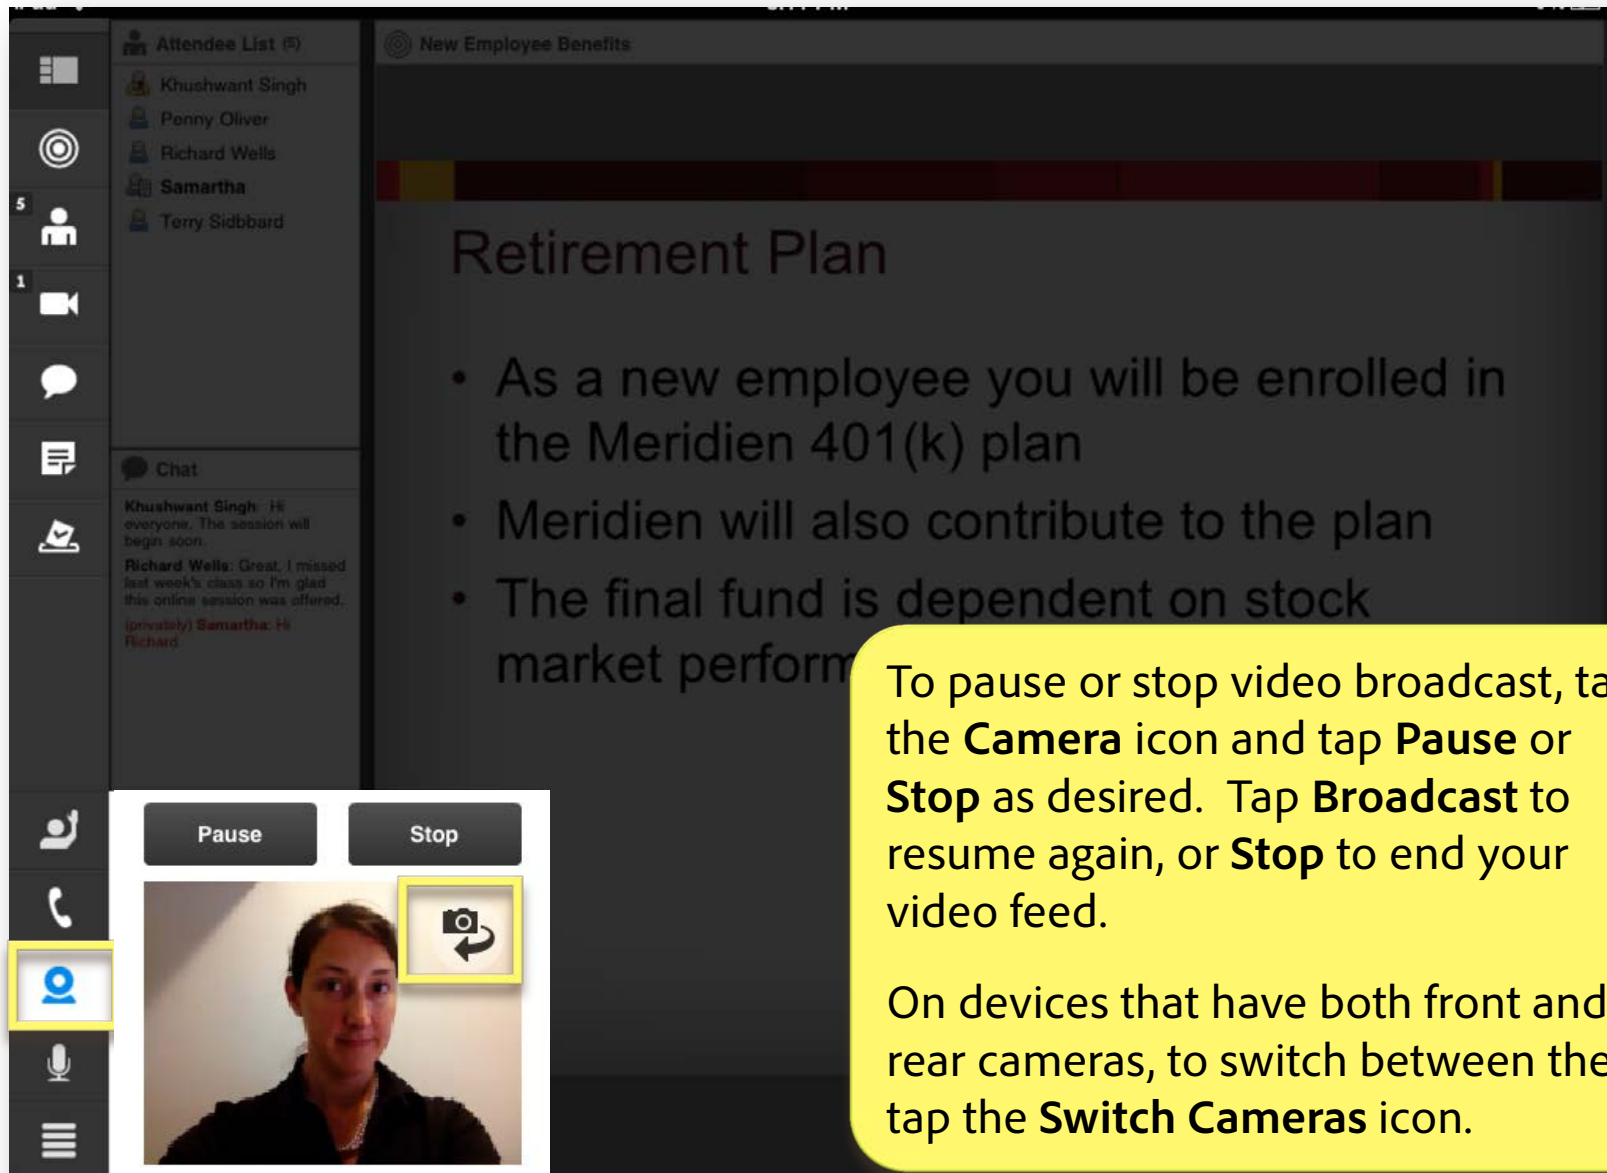 Attendee List (5)
Khushwant Singh
Penny Oliver
Richard Wells
Samartha
Terry Sidbbard
5
1
Chat
Khushwant Singh: Hi
everyone. The session will
begin soon.
Richard Wells: Great, I missed
last week's class so I'm glad
this online session was offered.
(privately) Samartha: Hi
Richard
New Employee Benefits
Retirement Plan
• As a new employee you will be enrolled in
the Meridien 401(k) plan
• Meridien will also contribute to the plan
• The final fund is dependent on stock
market perform
Pause
Stop
To pause or stop video broadcast, ta
the Camera icon and tap Pause or
Stop as desired. Tap Broadcast to
resume again, or Stop to end your
video feed.
On devices that have both front and
rear cameras, to switch between the
tap the Switch Cameras icon.